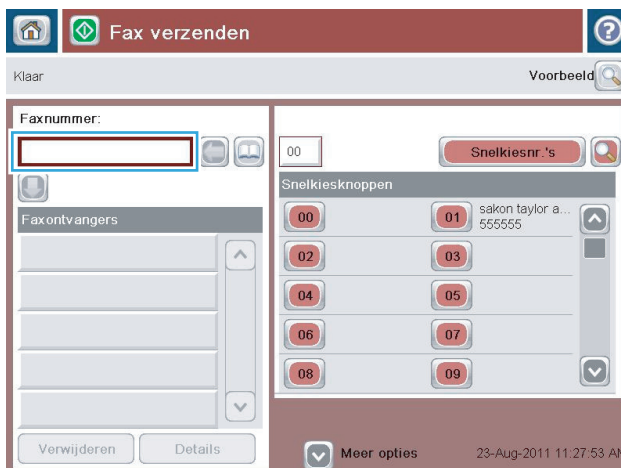 Fax verzenden
?
Klaar
Voorbeeld
Faxnummer:
00
Snelkiesnr.'s
Snelkiesknoppen
00
01
sakon taylor a...
555555
02
03
04
05
06
07
08
09
Faxontvangers
Verwijderen
Details
Meer opties
23-Aug-2011 11:27:53 AM